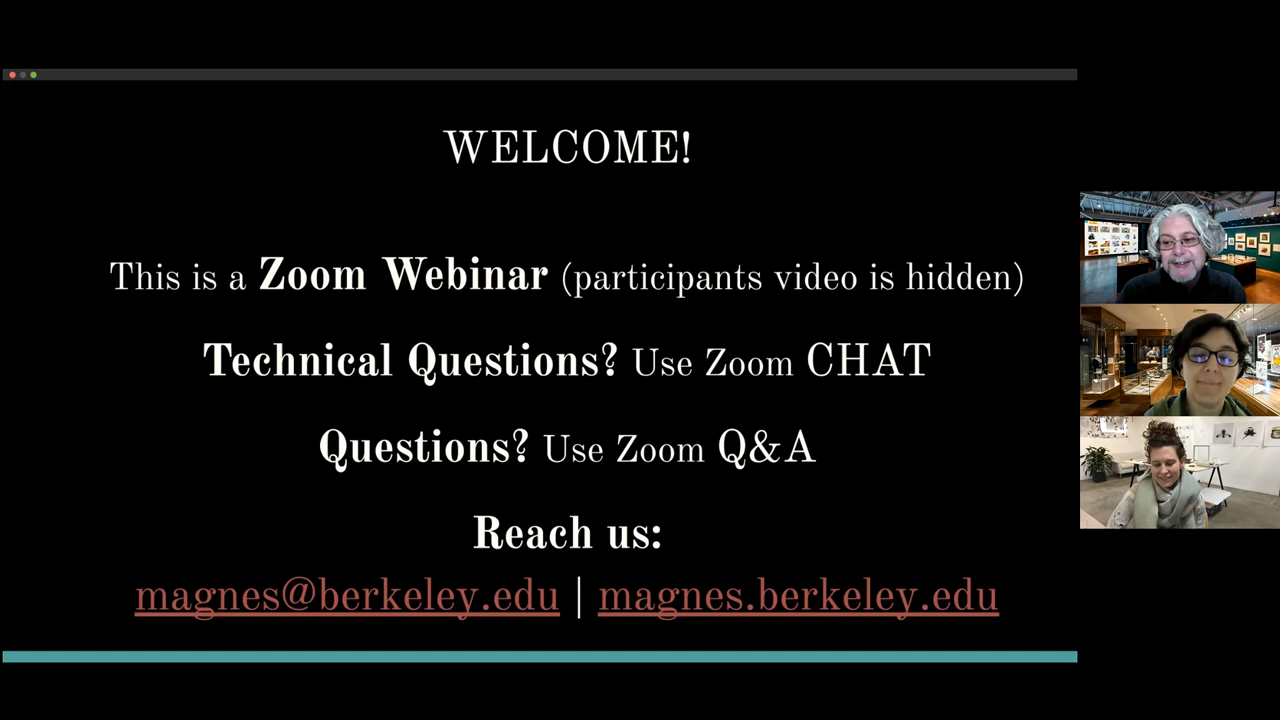 WELCOME!
This is a Zoom Webinar (participants video is hidden)
Technical Questions? Use Zoom CHAT
Questions? Use Zoom Q&A
Reach us:
magnes@berkeley.edu | magnes.berkeley.edu